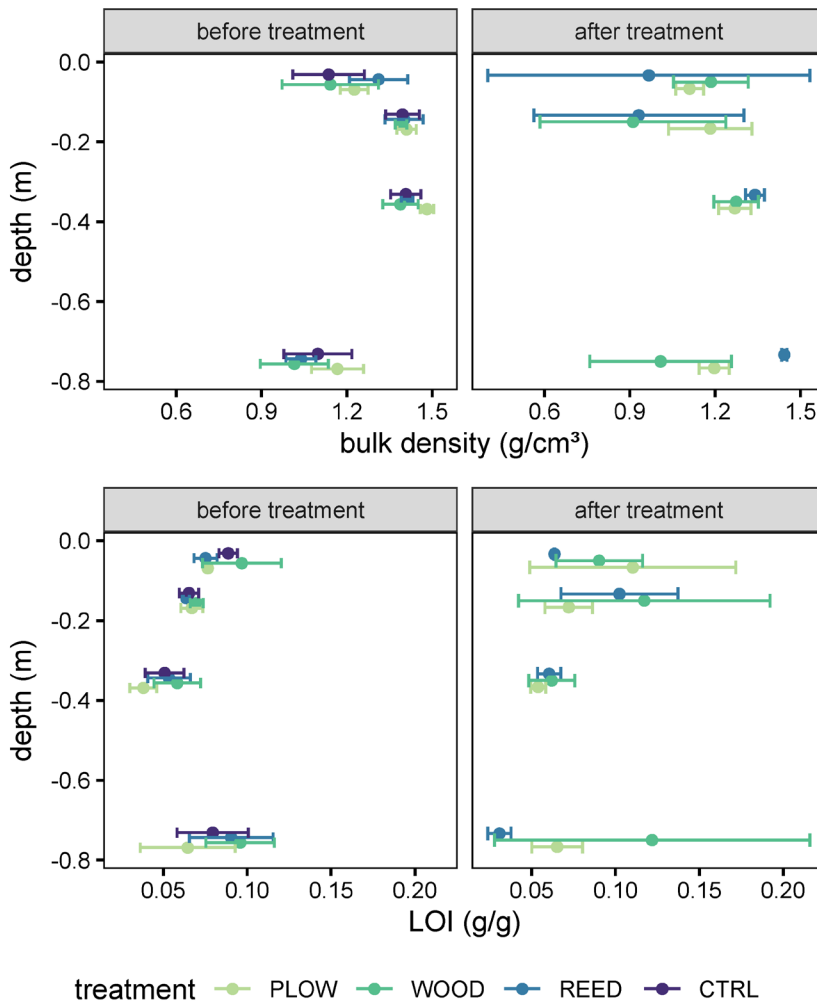 before treatment after treatment
0.0
-0.2
-0.4
-0.6
-0.8
depth (m)
0.6 0.9 1.2 1.5 0.6 0.9 1.2 1.5
bulk density (g/cm³)
before treatment after treatment
0.0
-0.2
-0.4
-0.6
-0.8
depth (m)
0.05 0.10 0.15 0.20 0.05 0.10 0.15 0.20
LOI (g/g)
treatment PLOW WOOD REED CTRL